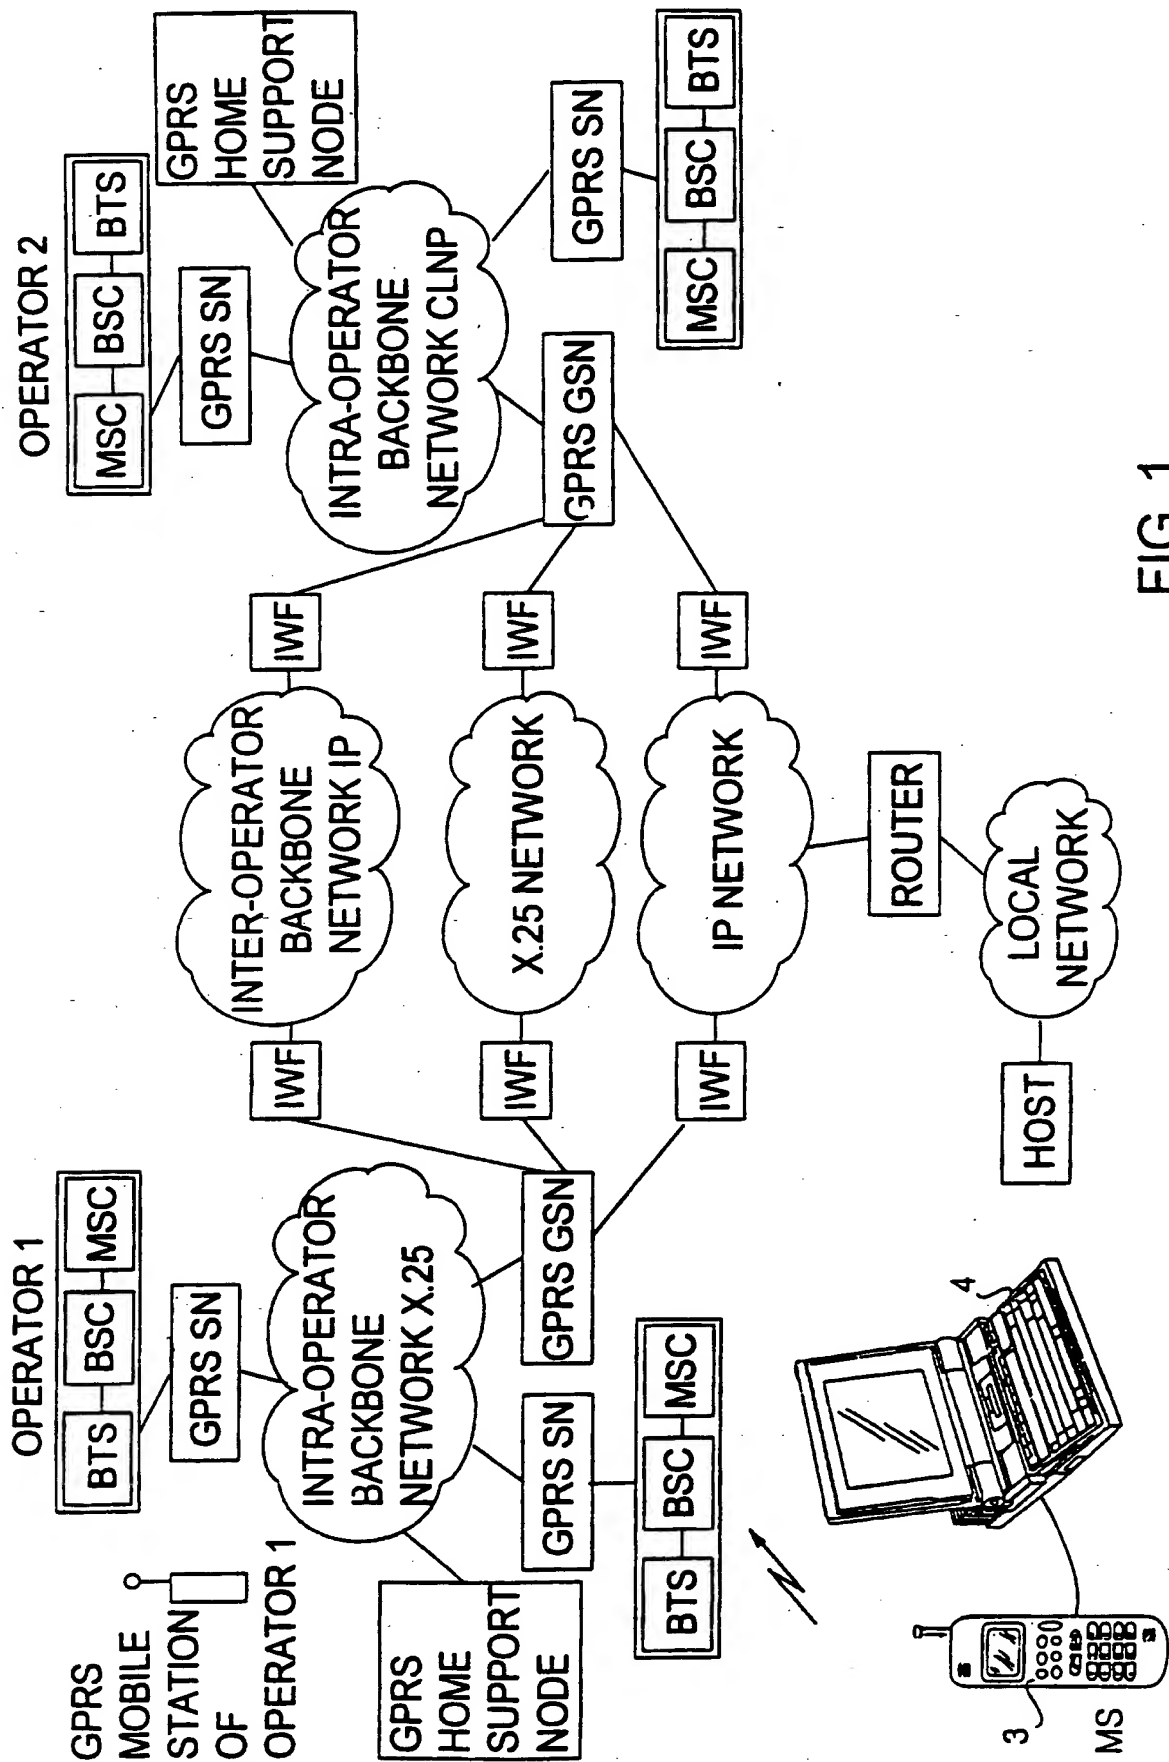 GPRS
MOBILE
STATION
OF
OPERATOR 1
OPERATOR 1
BTS
BSC
MSC
GPRS SN
INTRA-OPERATOR
BACKBONE
NETWORK X.25
GPRS
HOME
SUPPORT
NODE
GPRS SN
BTS
BSC
MSC
GPRS GSN
IWF
IWF
IWF
INTER-OPERATOR
BACKBONE
NETWORK IP
X.25 NETWORK
IP NETWORK
IWF
IWF
IWF
OPERATOR 2
MSC
BSC
BTS
GPRS SN
GPRS
HOME
SUPPORT
NODE
INTRA-OPERATOR
BACKBONE
NETWORK CLNP
GPRS GSN
GPRS SN
MSC
BSC
BTS
ROUTER
LOCAL
NETWORK
HOST
3
MS
4
FIG. 1